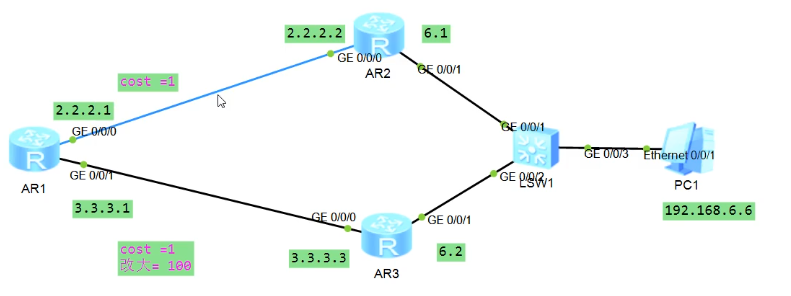 2.2.2.2
6.1
GE 0/0/0
AR2
GE 0/0/1
cost =1
2.2.2.1
GE 0/0/0
AR1
GE 0/0/1
3.3.3.1
GE 0/0/1
LSW1
GE 0/0/2
GE 0/0/3
Ethernet 0/0/1
PC1
192.168.6.6
GE 0/0/0
GE 0/0/1
3.3.3.3
6.2
AR3
cost =1
改大= 100